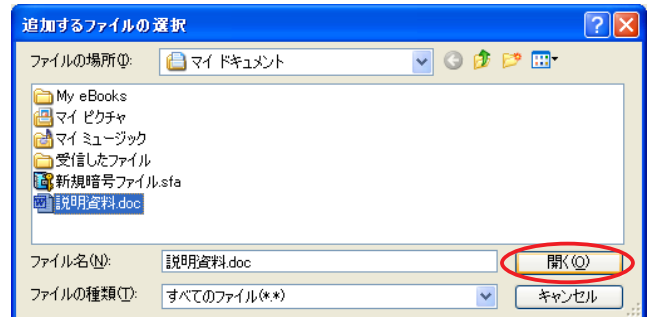 追加するファイルの選択
ファイルの場所(I):
マイ ドキュメント
My eBooks
マイ ピクチャ
マイ ミュージック
受信したファイル
新規暗号ファイル.sfa
説明資料.doc
ファイル名(N):
説明資料.doc
開く(O)
ファイルの種類(T):
すべてのファイル(*.*)
キャンセル